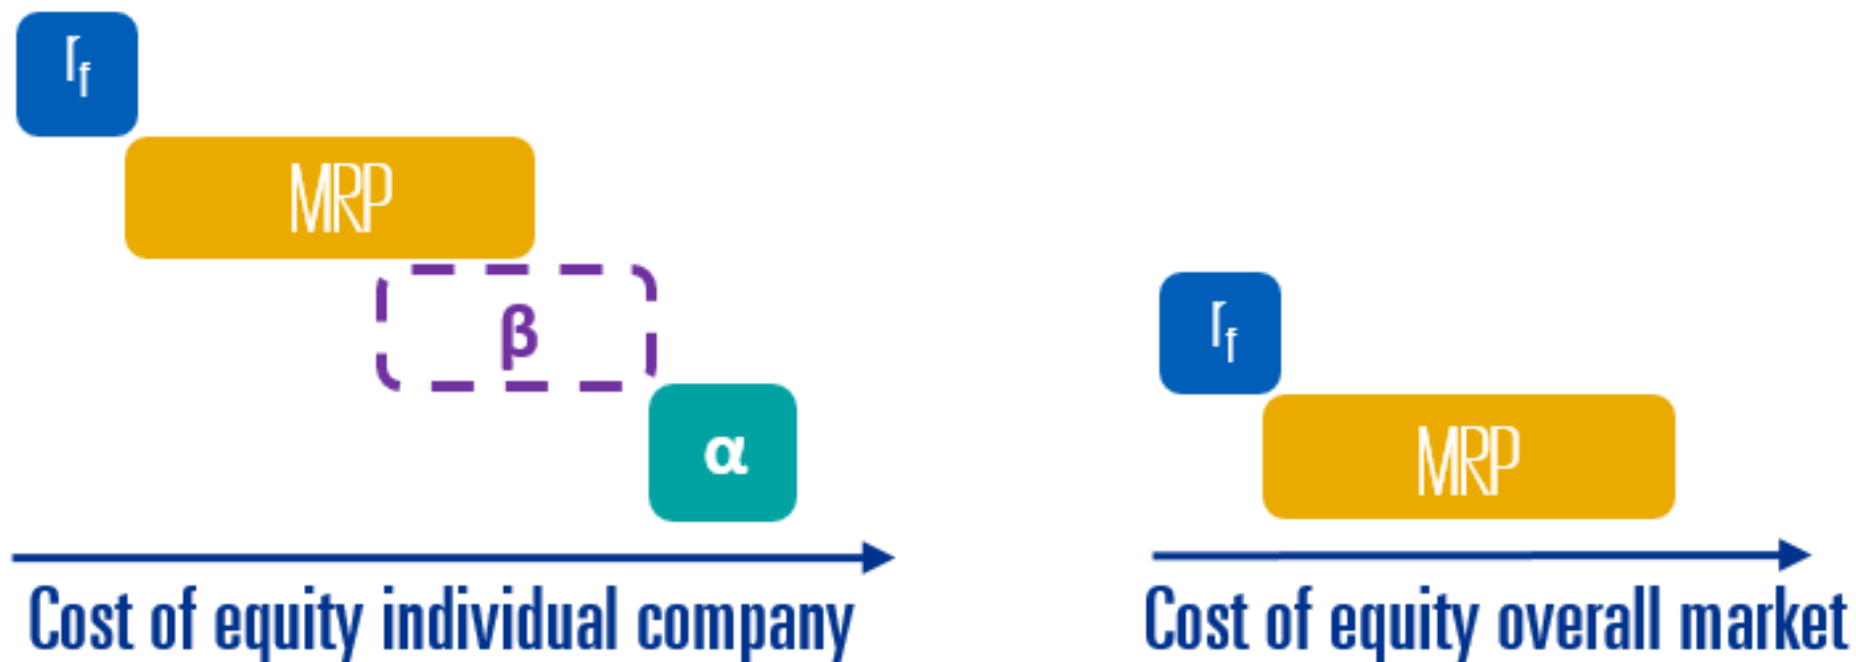 rf
MRP
β
α
Cost of equity individual company
rf
MRP
Cost of equity overall market